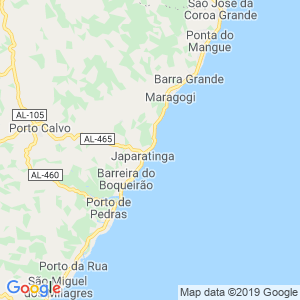 São José da
Coroa Grande
Ponta do
Mangue
Barra Grande
Maragogi
AL-105
Porto Calvo
AL-465
Japaratinga
AL-460
Barreira do
Boqueirão
Porto de
Pedras
Porto da Rua
São Miguel
dos Milagres
Google
Map data ©2019 Google